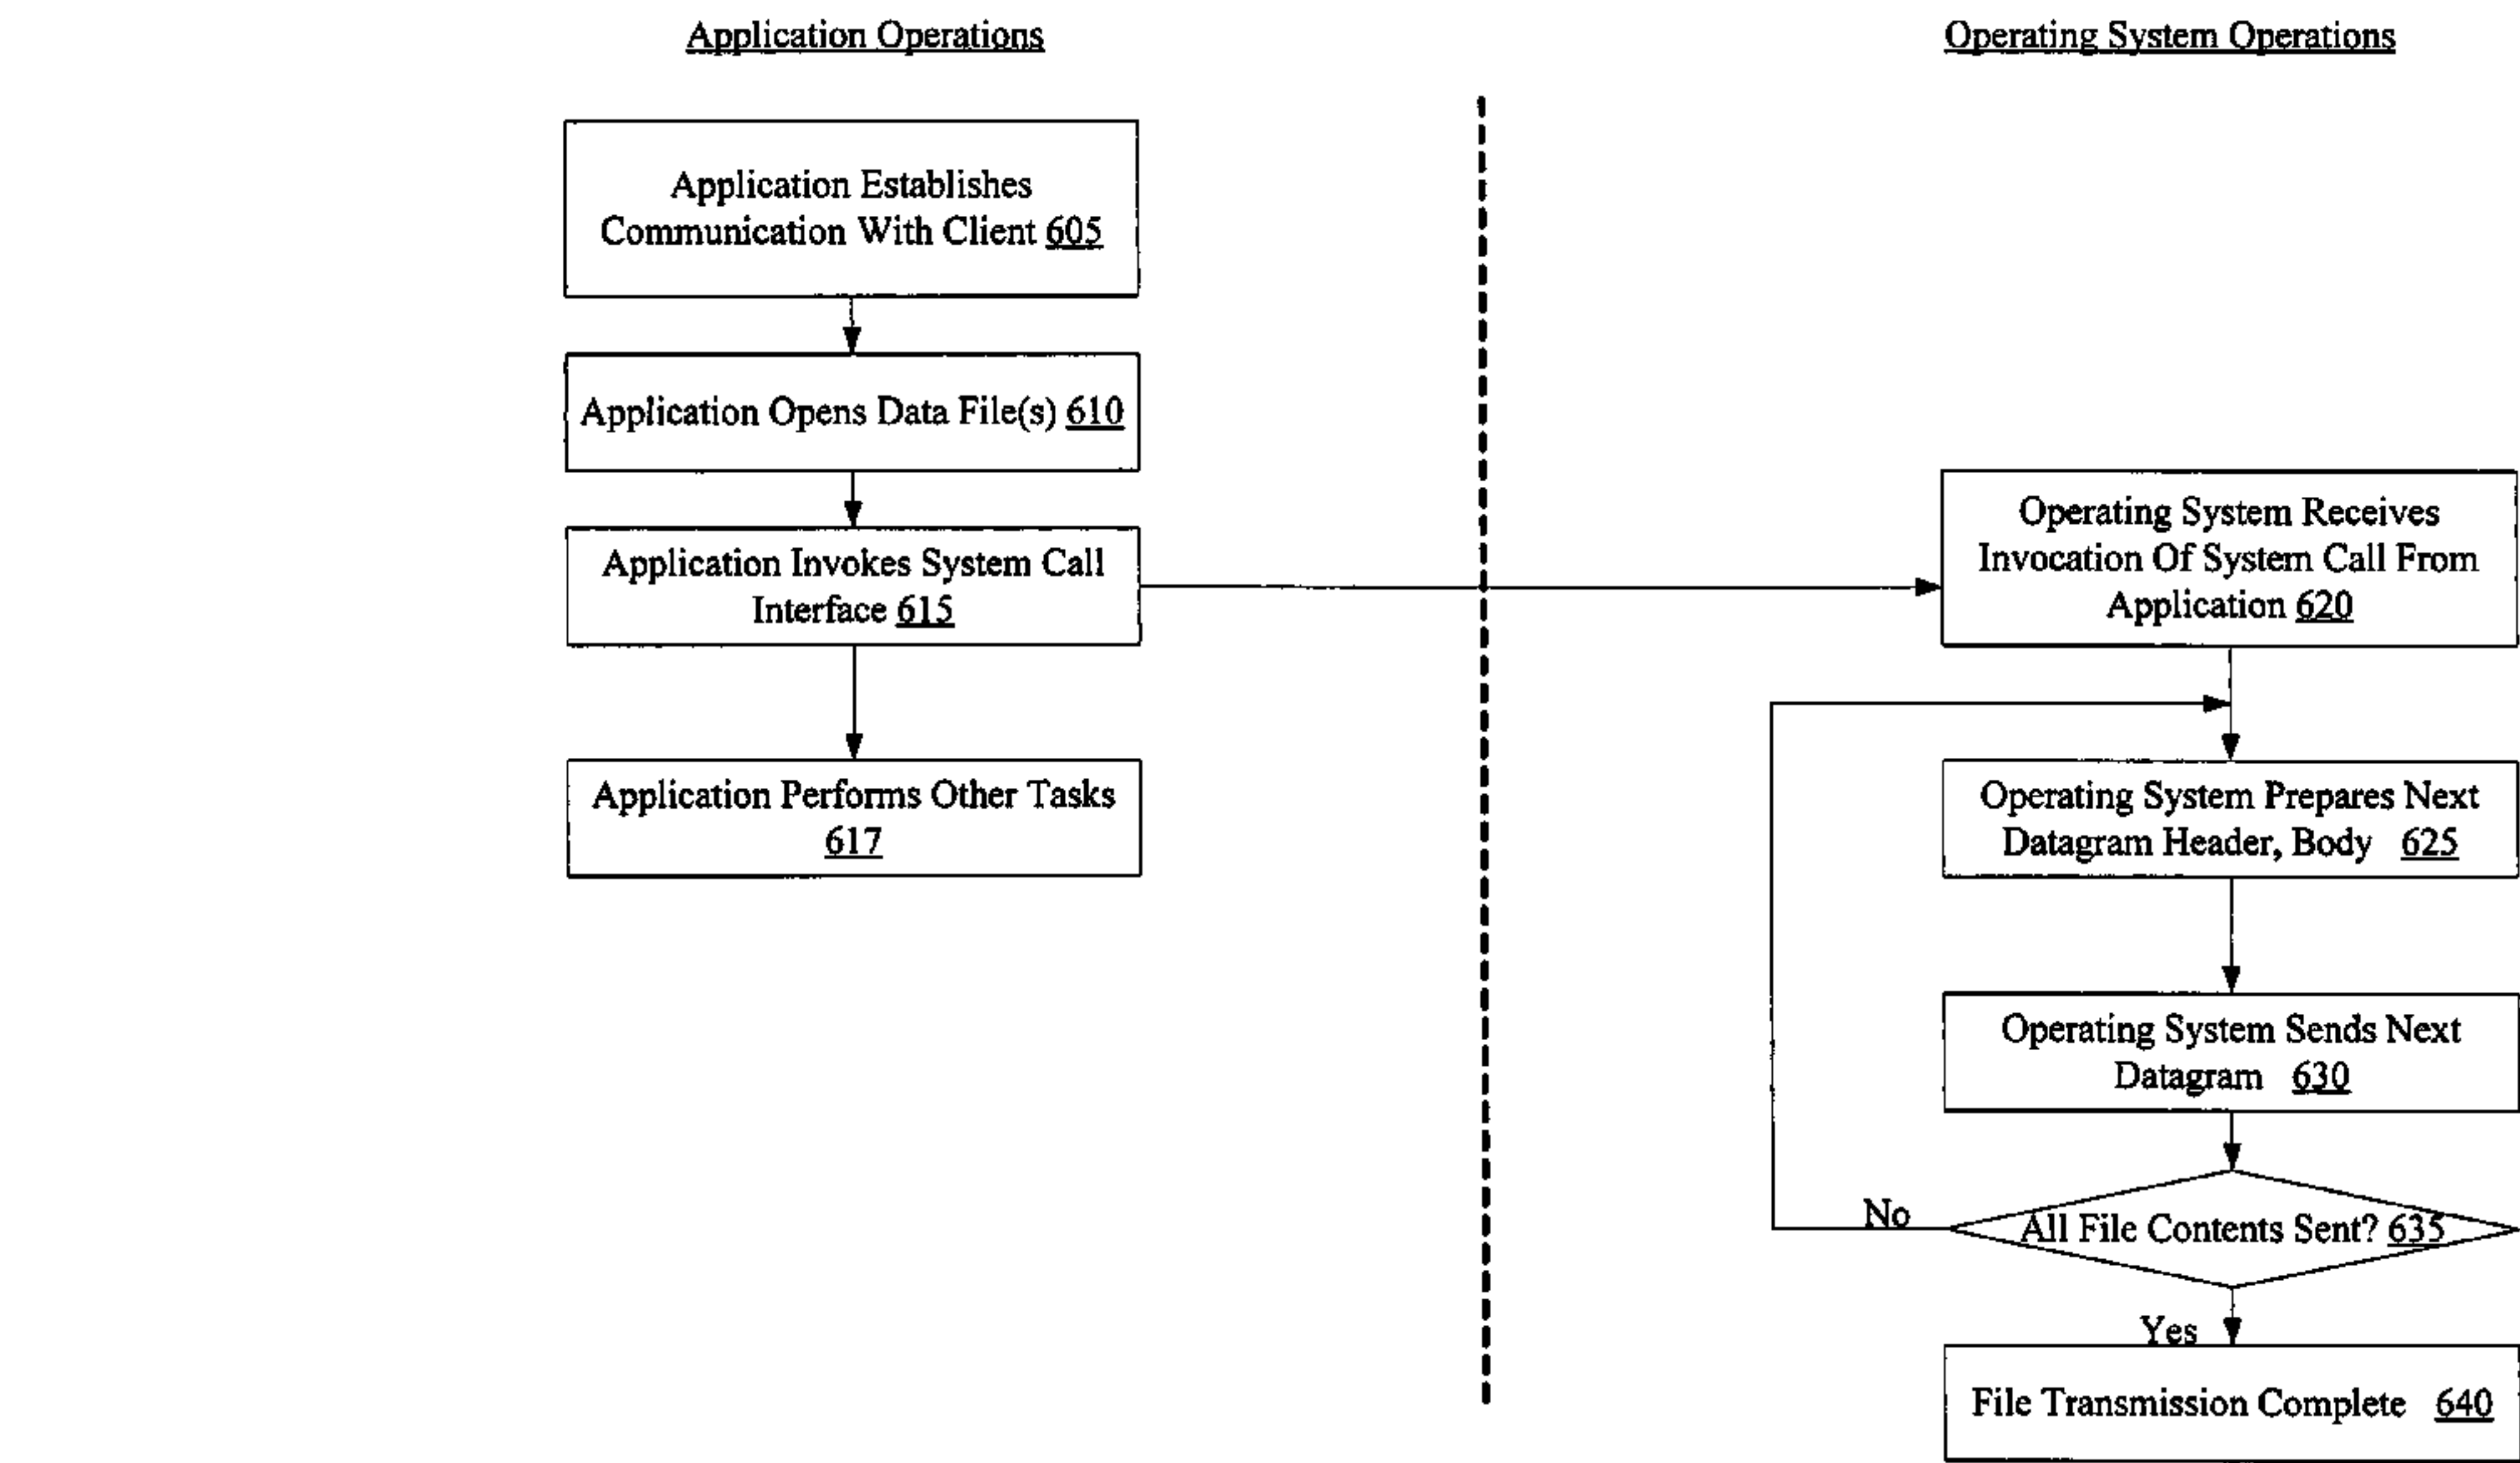 Application Operations
Application Establishes
Communication With Client 605
Application Opens Data File(s) 610
Application Invokes System Call
Interface 615
Application Performs Other Tasks
617
Operating System Operations
Operating System Receives
Invocation Of System Call From
Application 620
Operating System Prepares Next
Datagram Header, Body 625
Operating System Sends Next
Datagram 630
All File Contents Sent? 635
No
Yes
File Transmission Complete 640